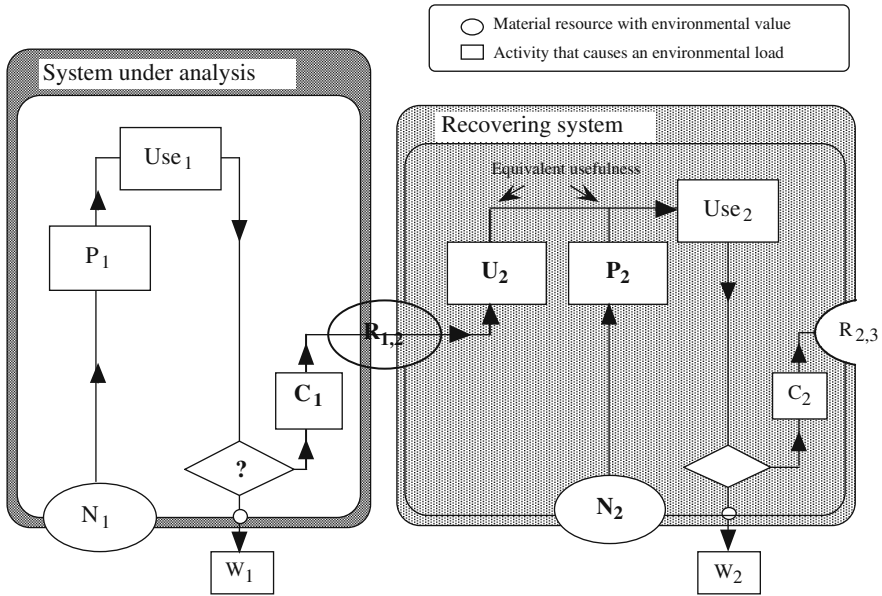 Material resource with environmental value
Activity that causes an environmental load
System under analysis
Use1
P1
?
C1
N1
W1
R1,2
Recovering system
Equivalent usefulness
U2
P2
Use2
R2,3
C2
N2
W2